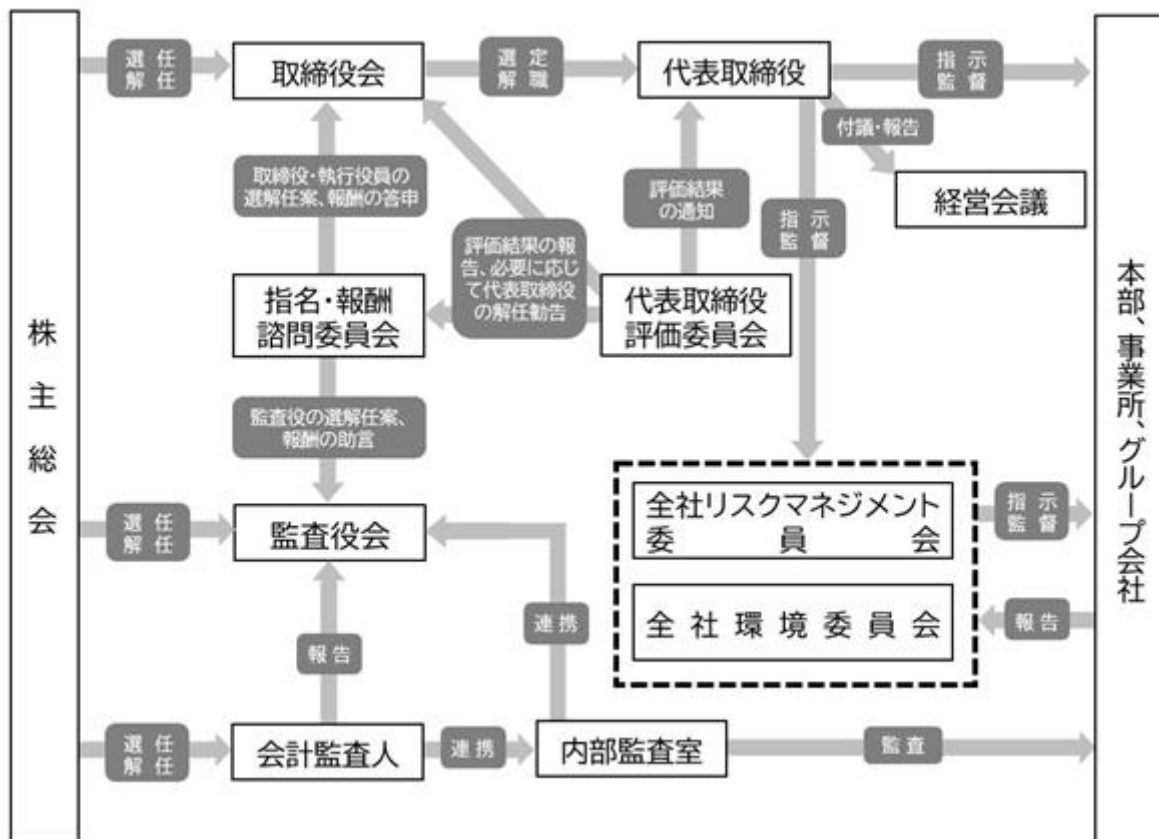 株主総会
選任
解任
取締役会
選定
解職
代表取締役
指示
監督
付議・報告
経営会議
取締役・執行役員の
選解任案、報酬の答申
評価結果
の通知
指示
監督
評価結果の報
告、必要に応じ
て代表取締役
の解任勧告
指名・報酬
諮問委員会
代表取締役
評価委員会
監査役の選解任案、
報酬の助言
選任
解任
監査役会
全社リスクマネジメント
委員会
指示
監督
全社環境委員会
報告
連携
報告
選任
解任
会計監査人
連携
内部監査室
監査
本部、事業所、グループ会社